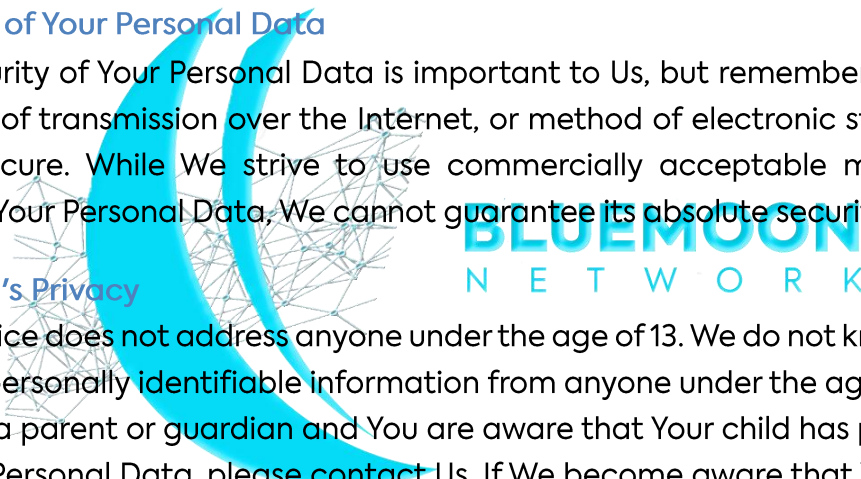 of Your Personal Data
urity of Your Personal Data is important to Us, but remember
of transmission over the Internet, or method of electronic s
cure. While We strive to use commercially acceptable m
Your Personal Data, We cannot guarantee its absolute securi
BLUEMOON
NETWORK
's Privacy
ice does not address anyone under the age of 13. We do not k
personally identifiable information from anyone under the ag
a parent or guardian and You are aware that Your child has p
Personal Data, please contact Us. If We become aware that